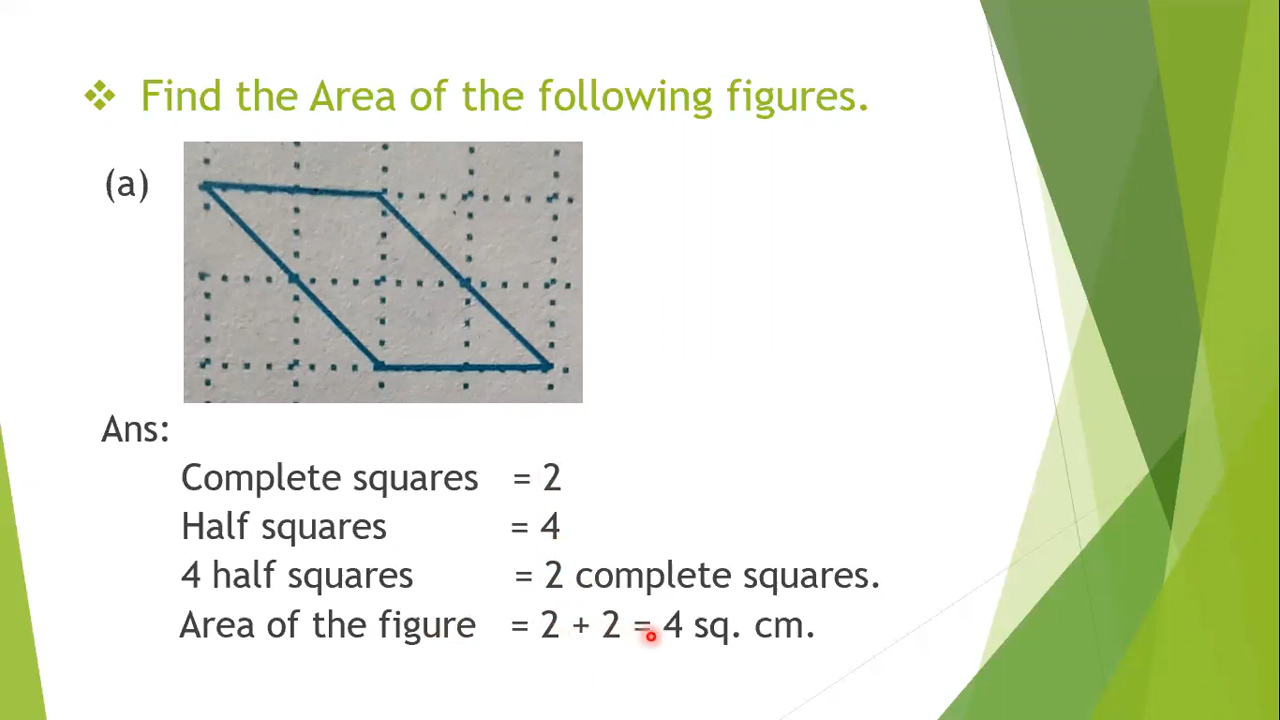 Find the Area of the following figures.
(a)
Ans:
Complete squares = 2
Half squares = 4
4 half squares = 2 complete squares.
Area of the figure = 2 + 2 = 4 sq. cm.